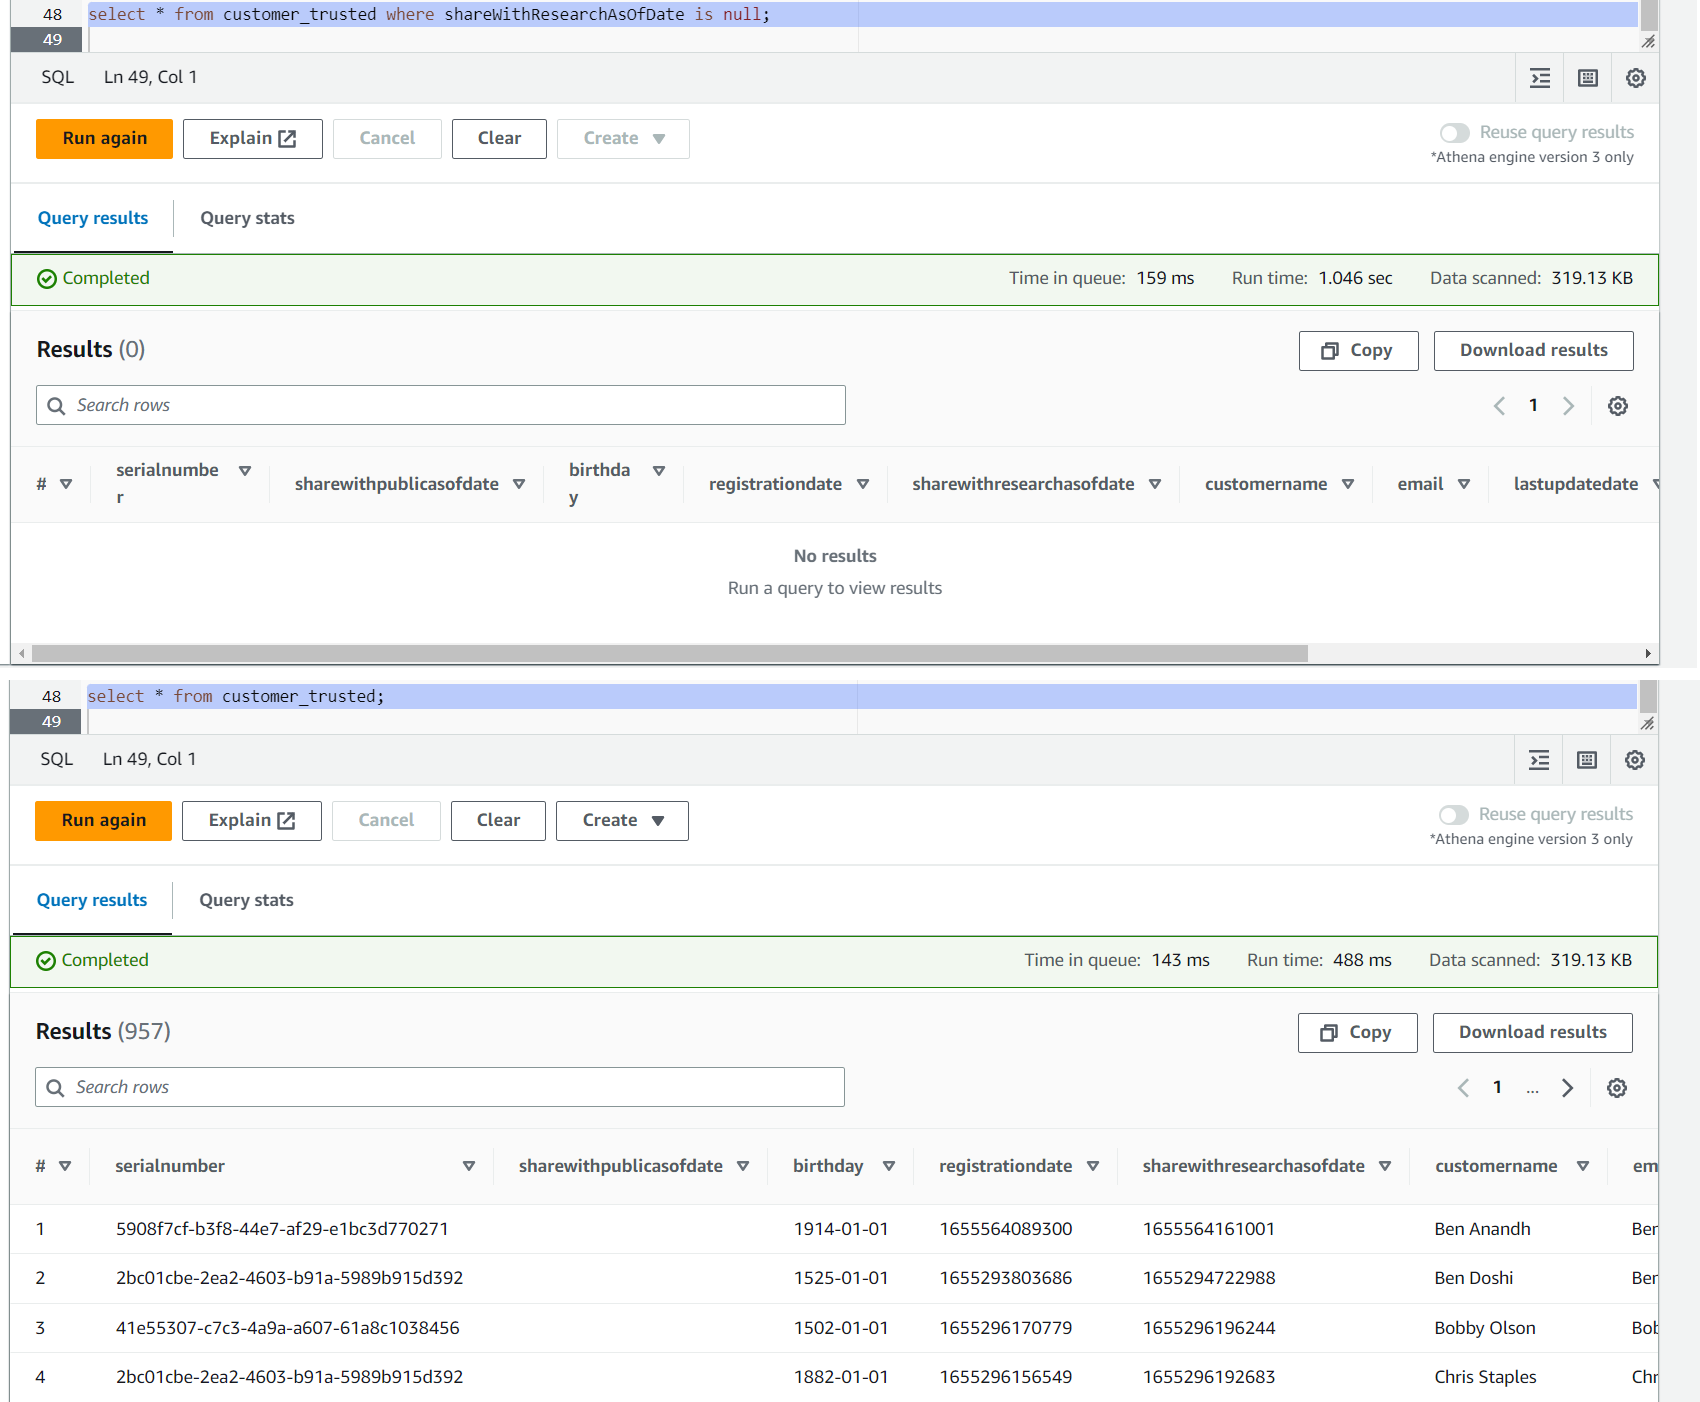 48 select * from customer_trusted where shareWithResearchAsOfDate is null;
49
SQL Ln 49, Col 1
Run again Explain Cancel Clear Create Reuse query results
*Athena engine version 3 only
Query results Query stats
Completed Time in queue: 159 ms Run time: 1.046 sec Data scanned: 319.13 KB
Results (0) Copy Download results
Search rows 1
# serialnumbe
r sharewithpublicasofdate birthda
y registrationdate sharewithresearchasofdate customername email lastupdatedate
No results
Run a query to view results
48 select * from customer_trusted;
49
SQL Ln 49, Col 1
Run again Explain Cancel Clear Create Reuse query results
*Athena engine version 3 only
Query results Query stats
Completed Time in queue: 143 ms Run time: 488 ms Data scanned: 319.13 KB
Results (957) Copy Download results
Search rows 1 ...
# serialnumber sharewithpublicasofdate birthday registrationdate sharewithresearchasofdate customername em
1 5908f7cf-b3f8-44e7-af29-e1bc3d770271 1914-01-01 1655564089300 1655564161001 Ben Anandh Ber
2 2bc01cbe-2ea2-4603-b91a-5989b915d392 1525-01-01 1655293803686 1655294722988 Ben Doshi Ber
3 41e55307-c7c3-4a9a-a607-61a8c1038456 1502-01-01 1655296170779 1655296196244 Bobby Olson Bob
4 2bc01cbe-2ea2-4603-b91a-5989b915d392 1882-01-01 1655296156549 1655296192683 Chris Staples Chr